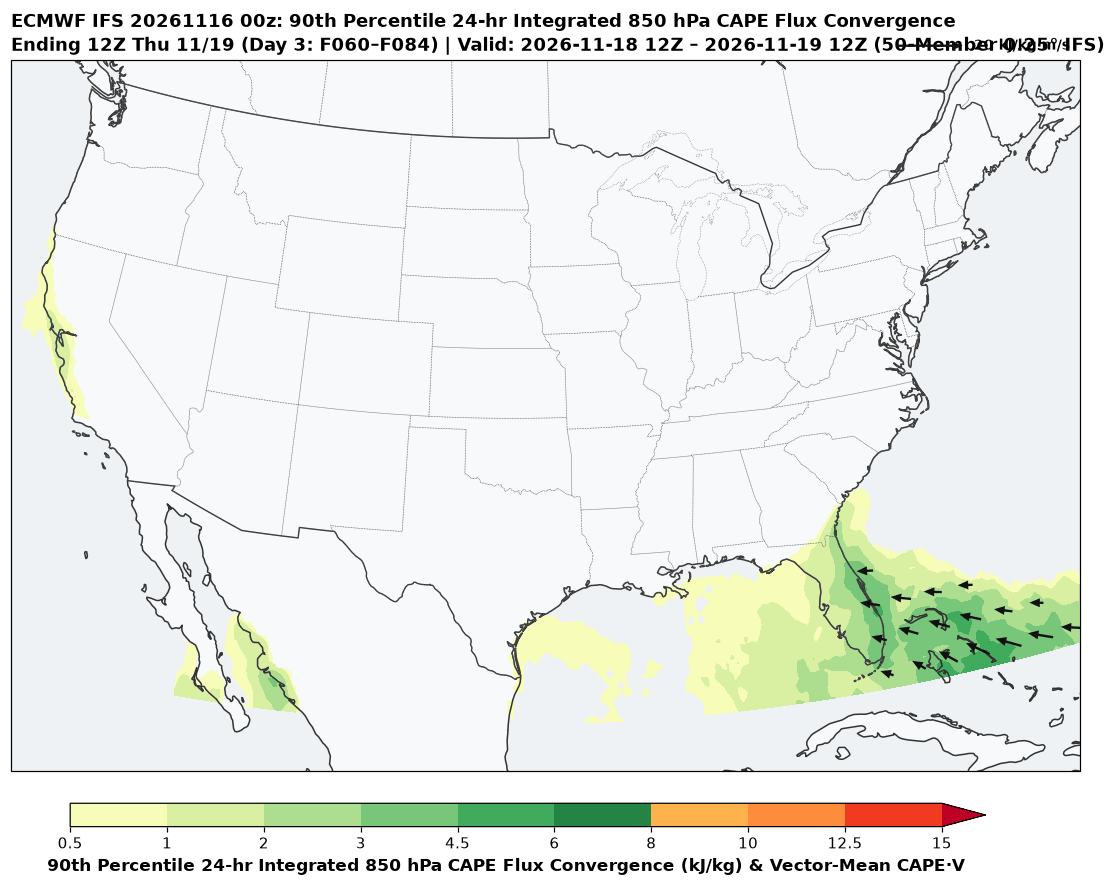 ECMWF IFS 20261116 00z: 90th Percentile 24-hr Integrated 850 hPa CAPE Flux Convergence
Ending 12Z Thu 11/19 (Day 3: F060–F084) | Valid: 2026-11-18 12Z – 2026-11-19 12Z (50-Member 0.25° IFS)
0.5 1 2 3 4.5 6 8 10 12.5 15
90th Percentile 24-hr Integrated 850 hPa CAPE Flux Convergence (kJ/kg) & Vector-Mean CAPE·V